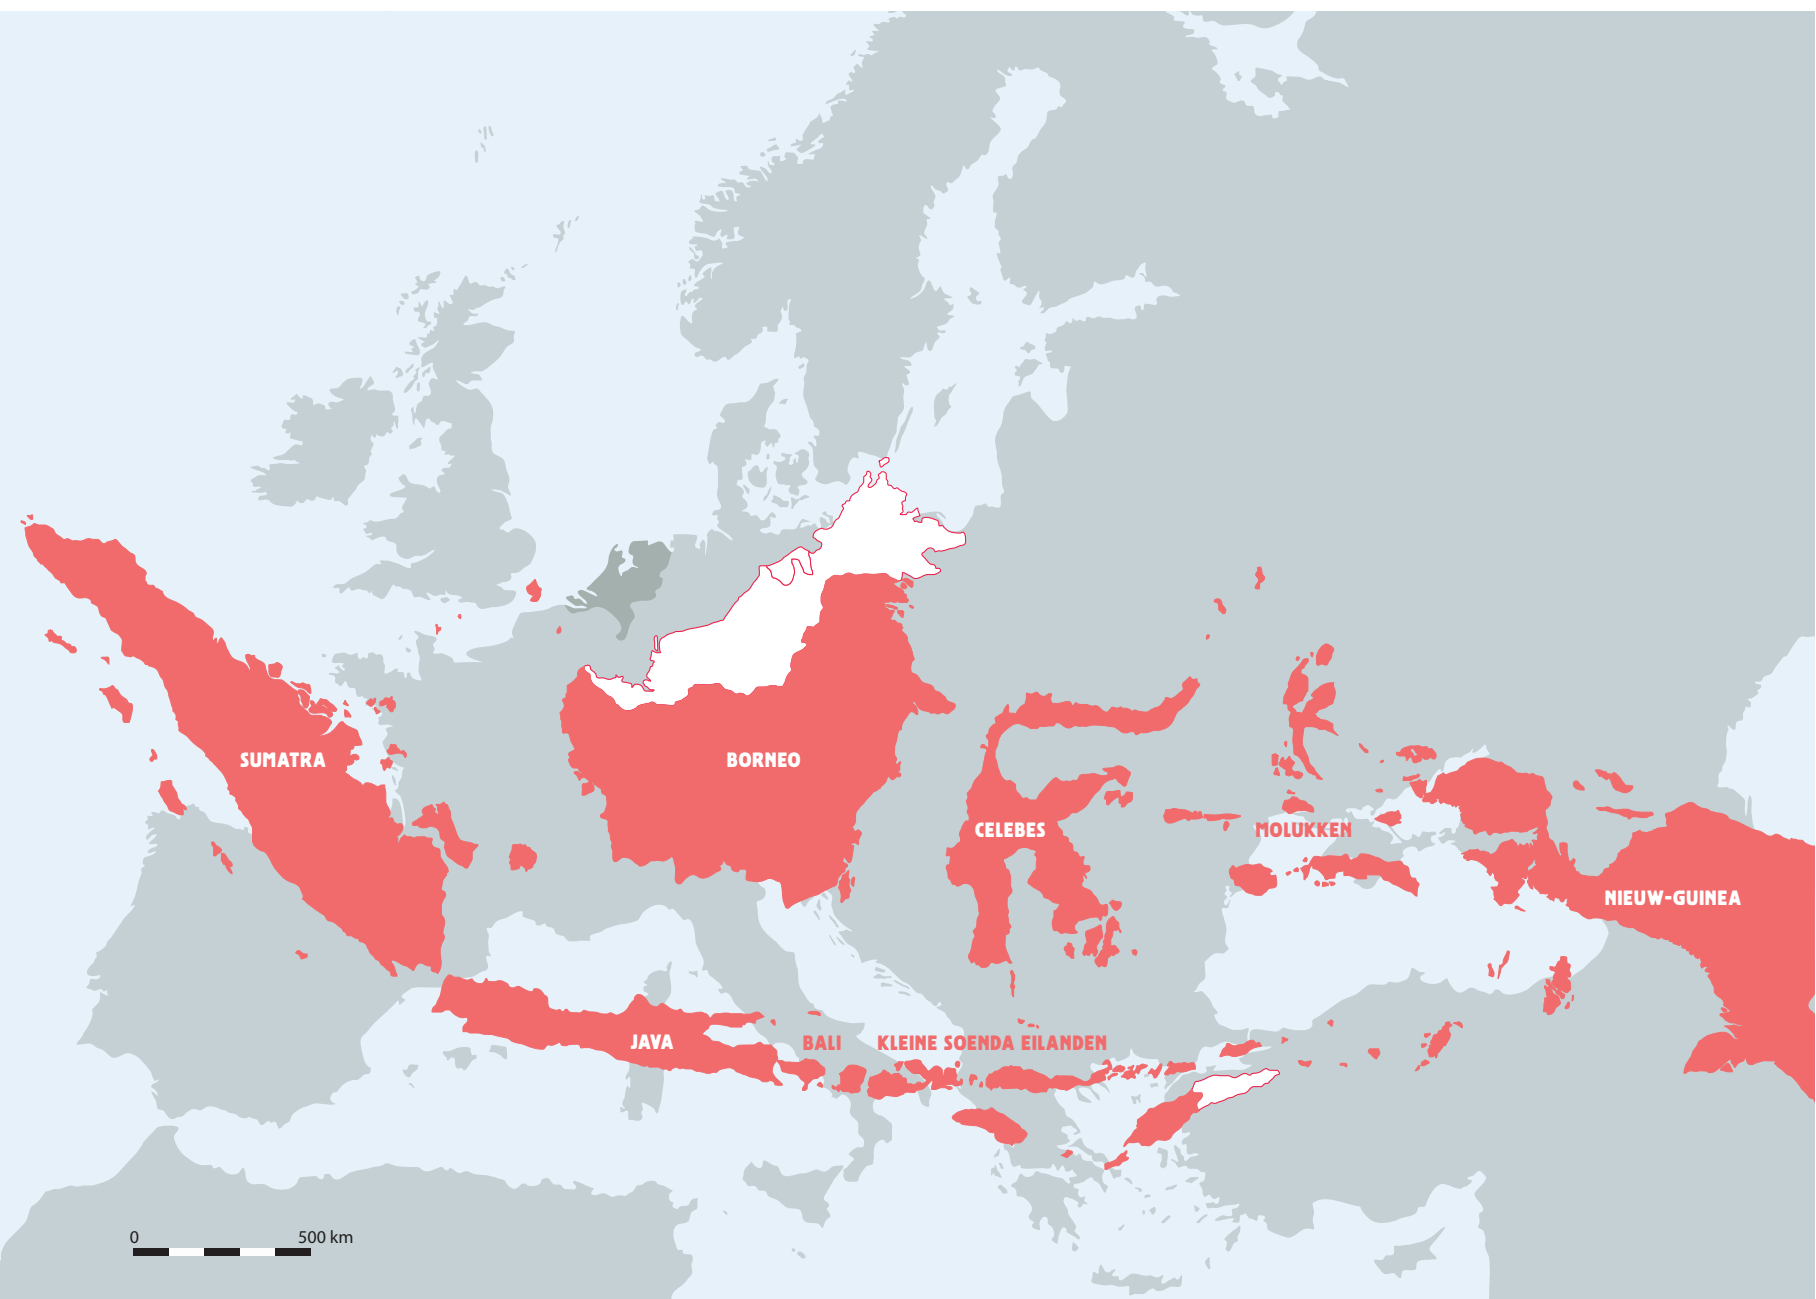 SUMATRA
BORNEO
CELEBES
MOLUKKEN
NIEUW-GUINEA
JAVA
BALI
KLEINE SOENDA EILANDEN
0 500 km